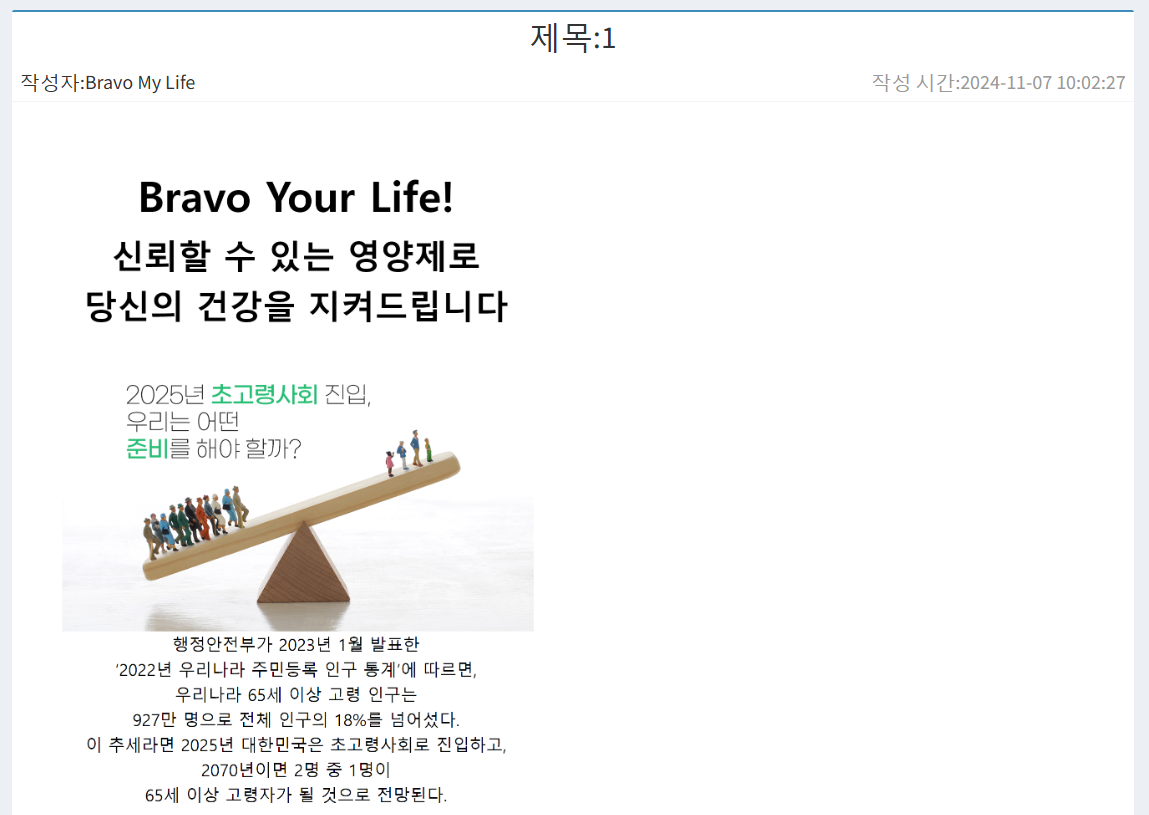 제목:1
작성자:Bravo My Life
작성 시간:2024-11-07 10:02:27
Bravo Your Life!
신뢰할 수 있는 영양제로
당신의 건강을 지켜드립니다
2025년 초고령사회 진입,
우리는 어떤
준비를 해야 할까?
행정안전부가 2023년 1월 발표한
‘2022년 우리나라 주민등록 인구 통계’에 따르면,
우리나라 65세 이상 고령 인구는
927만 명으로 전체 인구의 18%를 넘어섰다.
이 추세라면 2025년 대한민국은 초고령사회로 진입하고,
2070년이면 2명 중 1명이
65세 이상 고령자가 될 것으로 전망된다.